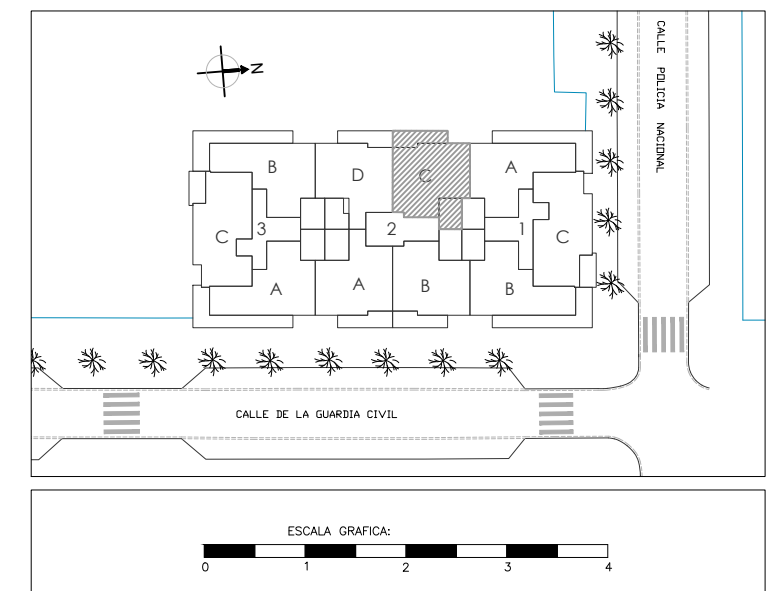 CALLE POLICIA NACIONAL
N
B
D
C
A
C
3
2
1
C
A
A
B
B
CALLE DE LA GUARDIA CIVIL
ESCALA GRAFICA:
0 1 2 3 4